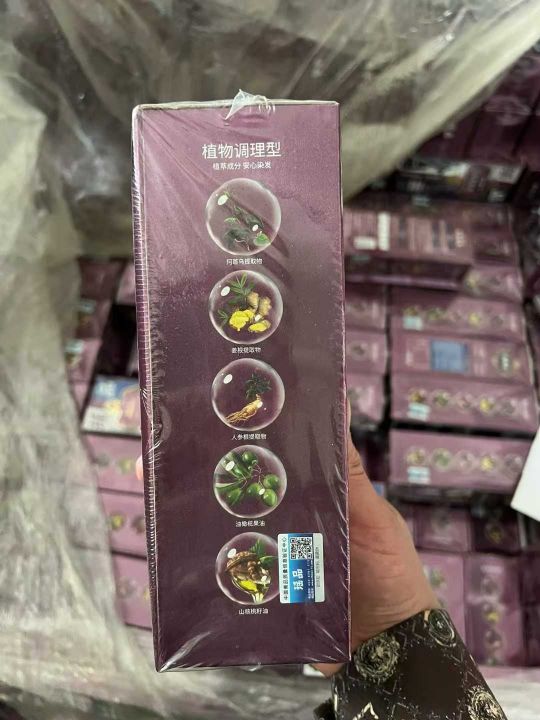 植物调理型
植萃成分 安心染发
何首乌提取物
姜根提取物
人参根提取物
油橄榄果油
山核桃籽油